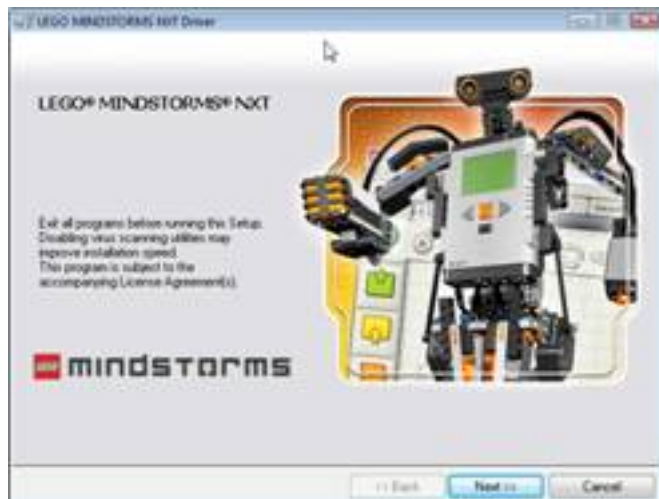 LEGO MINDSTORMS NXT Driver
LEGO® MINDSTORMS® NXT
Exit all programs before running this Setup.
Disabling virus scanning utilities may
improve installation speed.
This program is subject to the
accompanying License Agreement(s).
LEGO mindstorms
<< Back Next >> Cancel